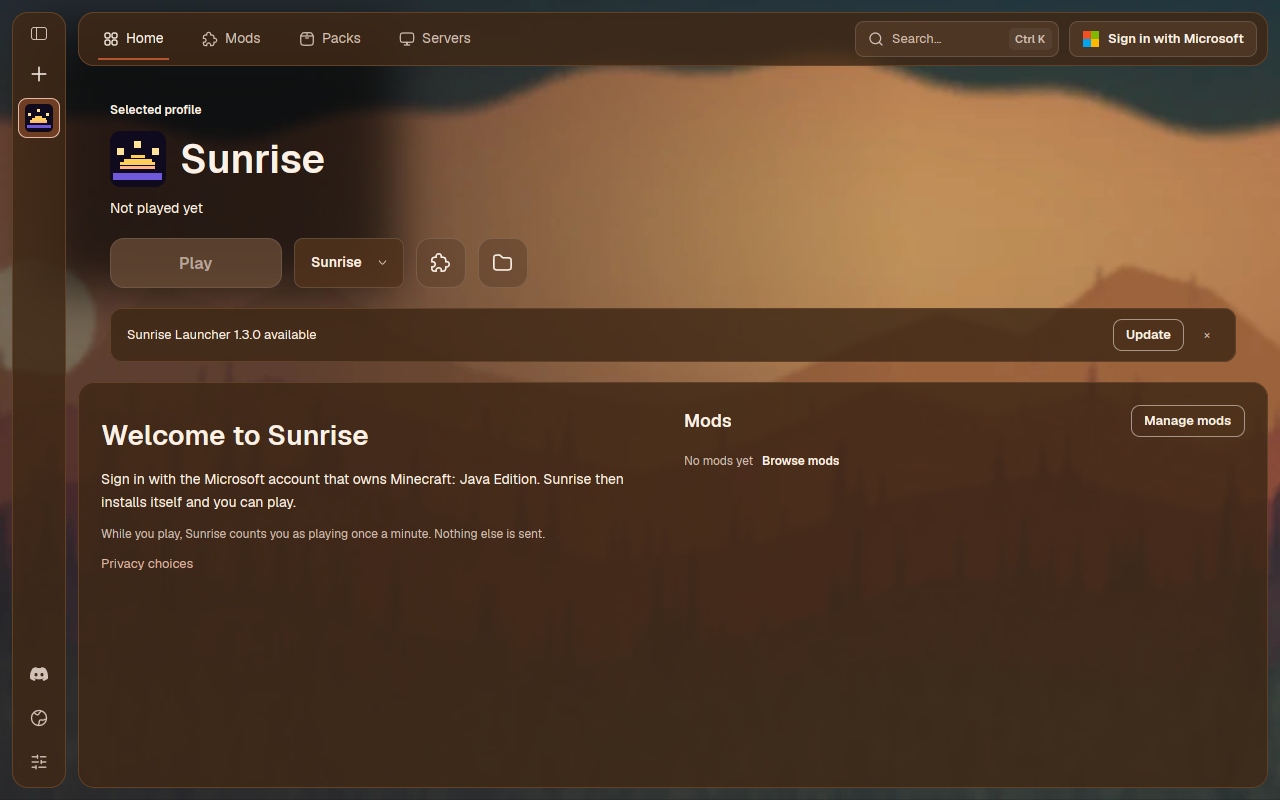 Home
Mods
Packs
Servers
Search...
Ctrl K
Sign in with Microsoft
Selected profile
Sunrise
Not played yet
Play
Sunrise
Sunrise Launcher 1.3.0 available
Update
×
Welcome to Sunrise
Sign in with the Microsoft account that owns Minecraft: Java Edition. Sunrise then
installs itself and you can play.
While you play, Sunrise counts you as playing once a minute. Nothing else is sent.
Privacy choices
Mods
Manage mods
No mods yet Browse mods